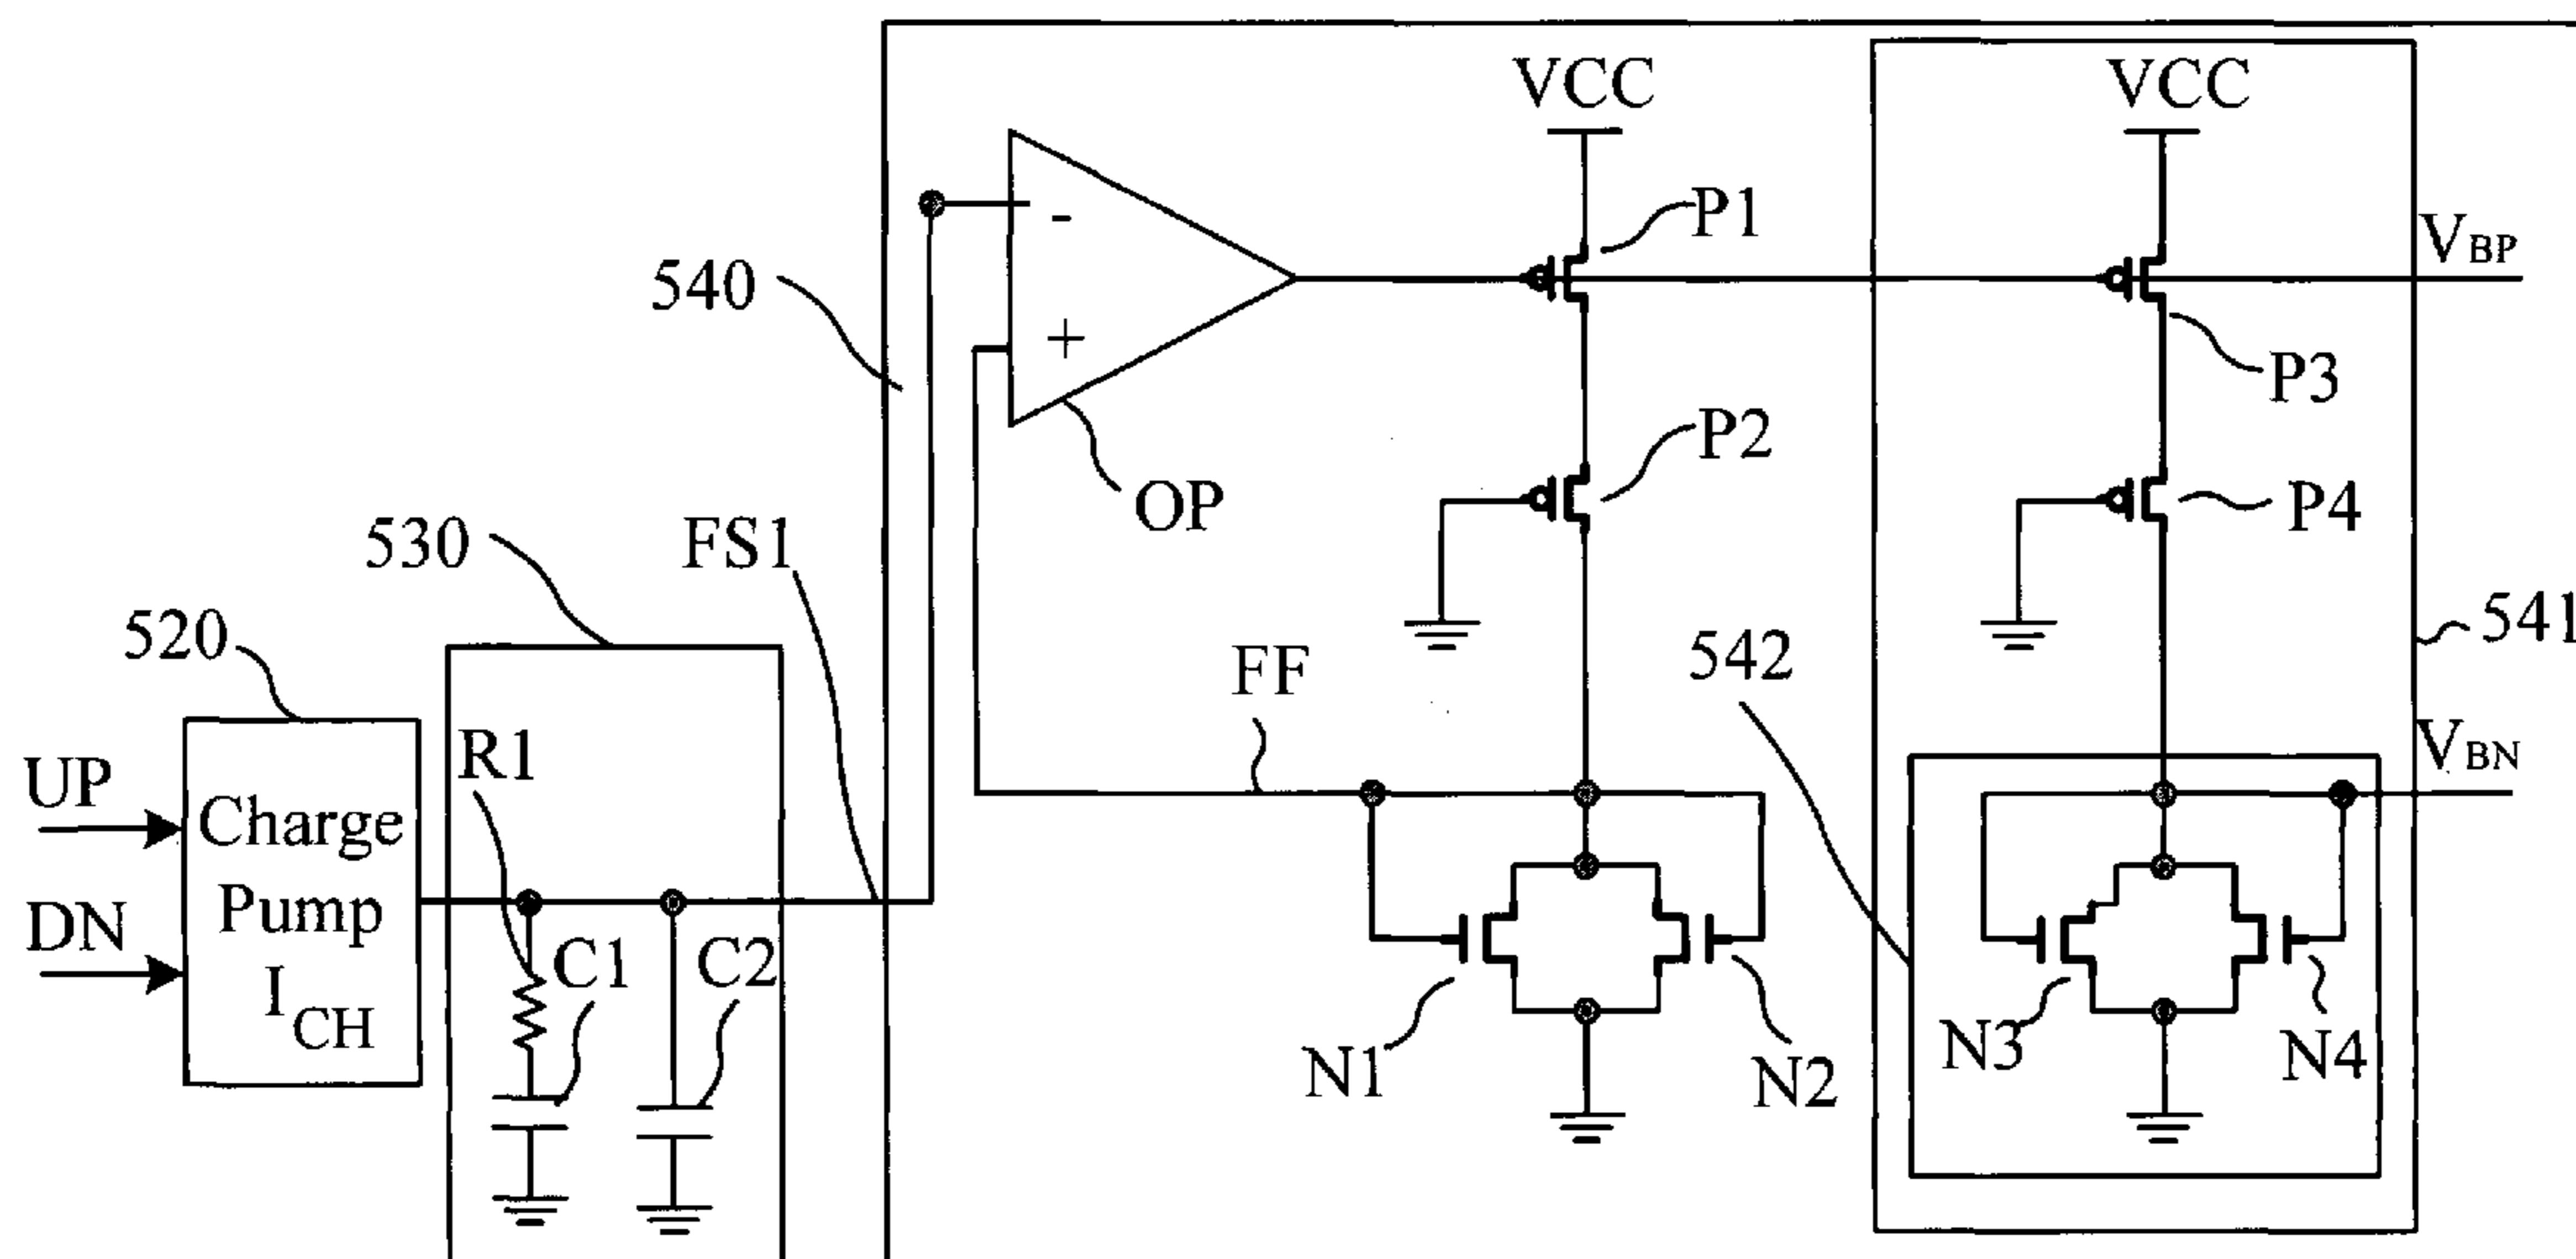 VCC
VCC
P1
VBP
-
540
+
P3
P2
OP
P4
530
FS1
520
542
541
FF
R1
VBN
UP
Charge
Pump
ICH
DN
C1
C2
N1
N2
N3
N4